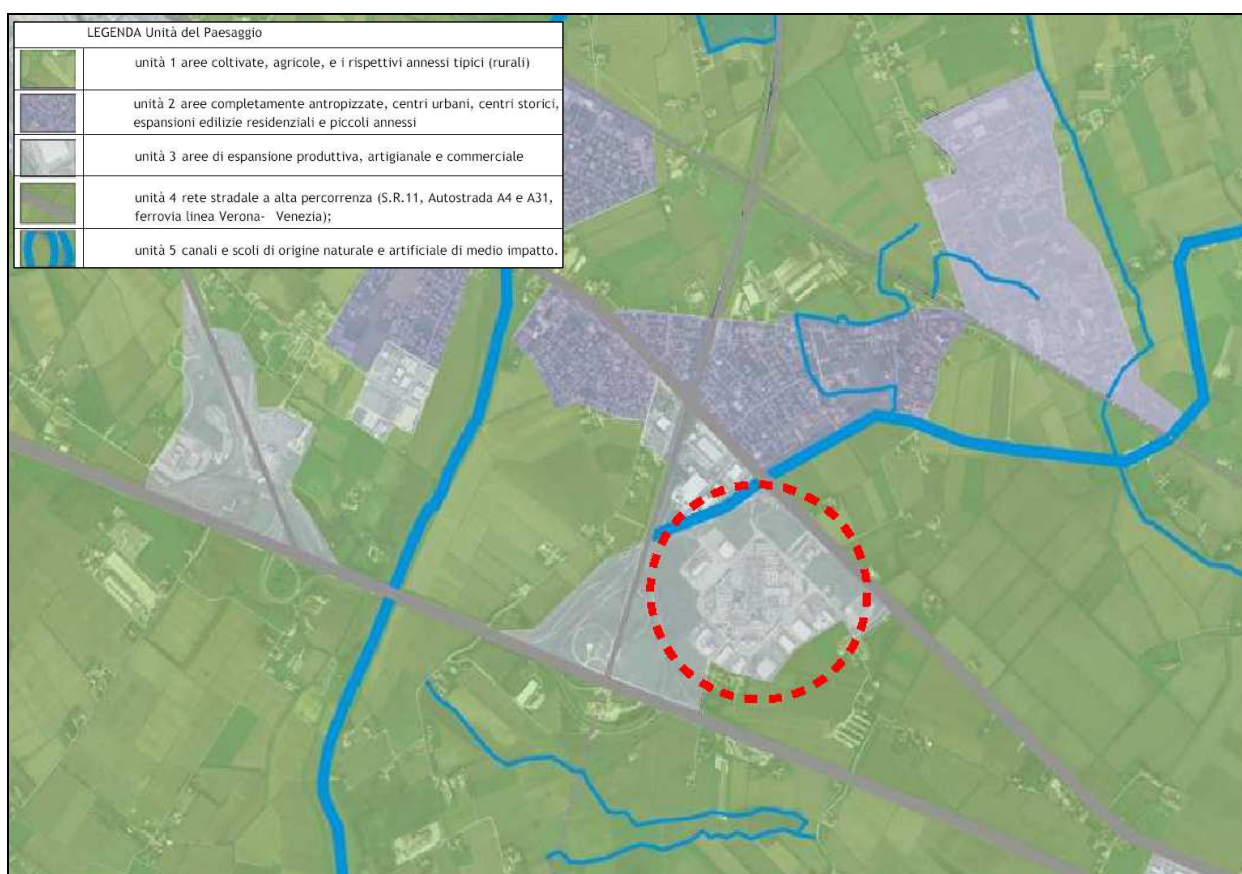 LEGENDA Unità del Paesaggio
unità 1 aree coltivate, agricole, e i rispettivi annessi tipici (rurali)
unità 2 aree completamente antropizzate, centri urbani, centri storici,
espansioni edilizie residenziali e piccoli annessi
unità 3 aree di espansione produttiva, artigianale e commerciale
unità 4 rete stradale a alta percorrenza (S.R.11, Autostrada A4 e A31,
ferrovia linea Verona- Venezia);
unità 5 canali e scoli di origine naturale e artificiale di medio impatto.